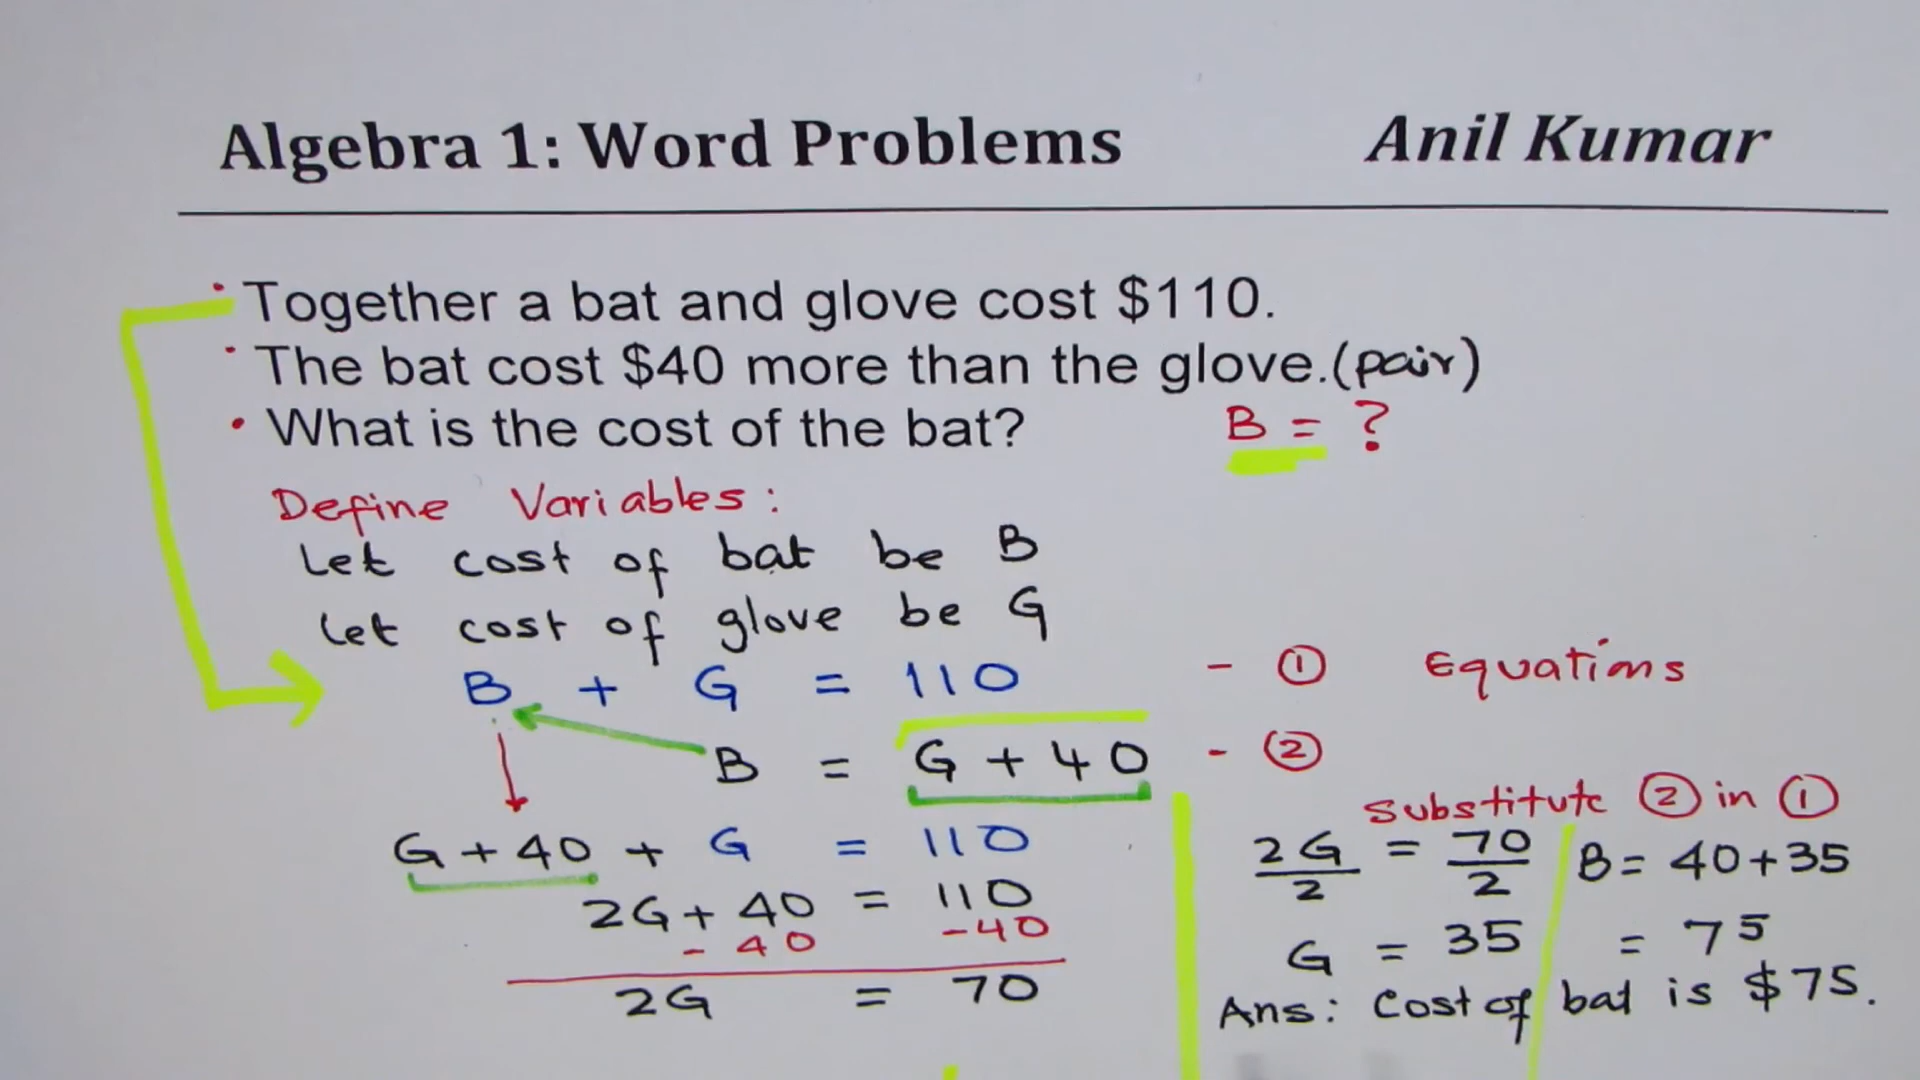 Algebra 1: Word Problems Anil Kumar
Together a bat and glove cost $110.
The bat cost $40 more than the glove.(pair)
What is the cost of the bat? B = ?
Define Variables:
Let cost of bat be B
Let cost of glove be G
B + G = 110 - ① Equations
B = G + 40 - ②
Substitute ② in ①
G + 40 + G = 110
2G + 40 = 110
- 40 -40
2G = 70
2G/2 = 70/2
G = 35
B = 40 + 35
= 75
Ans: Cost of bat is $75.